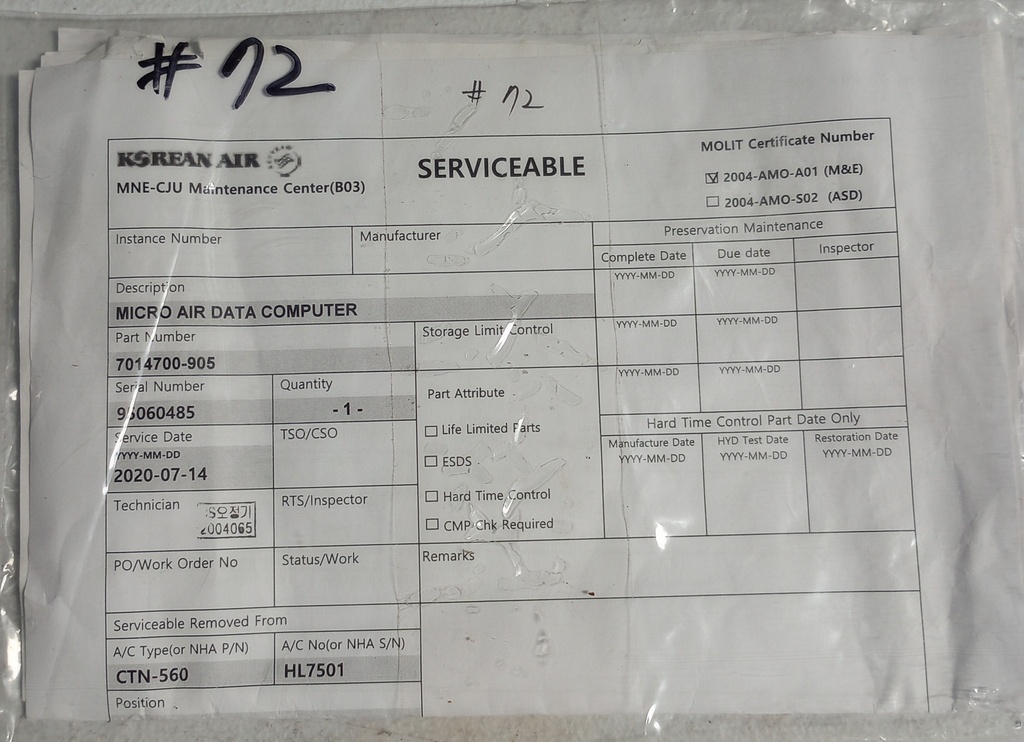 # 72
# 72
KOREAN AIR
MNE-CJU Maintenance Center(B03)
SERVICEABLE
MOLIT Certificate Number
☑ 2004-AMO-A01 (M&E)
☐ 2004-AMO-S02 (ASD)
Instance Number
Manufacturer
Preservation Maintenance
Complete Date
Due date
Inspector
YYYY-MM-DD
YYYY-MM-DD
Description
MICRO AIR DATA COMPUTER
YYYY-MM-DD
YYYY-MM-DD
Part Number
7014700-905
Storage Limit Control
YYYY-MM-DD
YYYY-MM-DD
Serial Number
95060485
Quantity
- 1 -
Part Attribute
☐ Life Limited Parts
☐ ESDS
☐ Hard Time Control
☐ CMP Chk Required
Hard Time Control Part Date Only
Manufacture Date
YYYY-MM-DD
HYD Test Date
YYYY-MM-DD
Restoration Date
YYYY-MM-DD
Service Date
YYYY-MM-DD
2020-07-14
TSO/CSO
Technician
S오정기
2004065
RTS/Inspector
PO/Work Order No
Status/Work
Remarks
Serviceable Removed From
A/C Type(or NHA P/N)
CTN-560
A/C No(or NHA S/N)
HL7501
Position